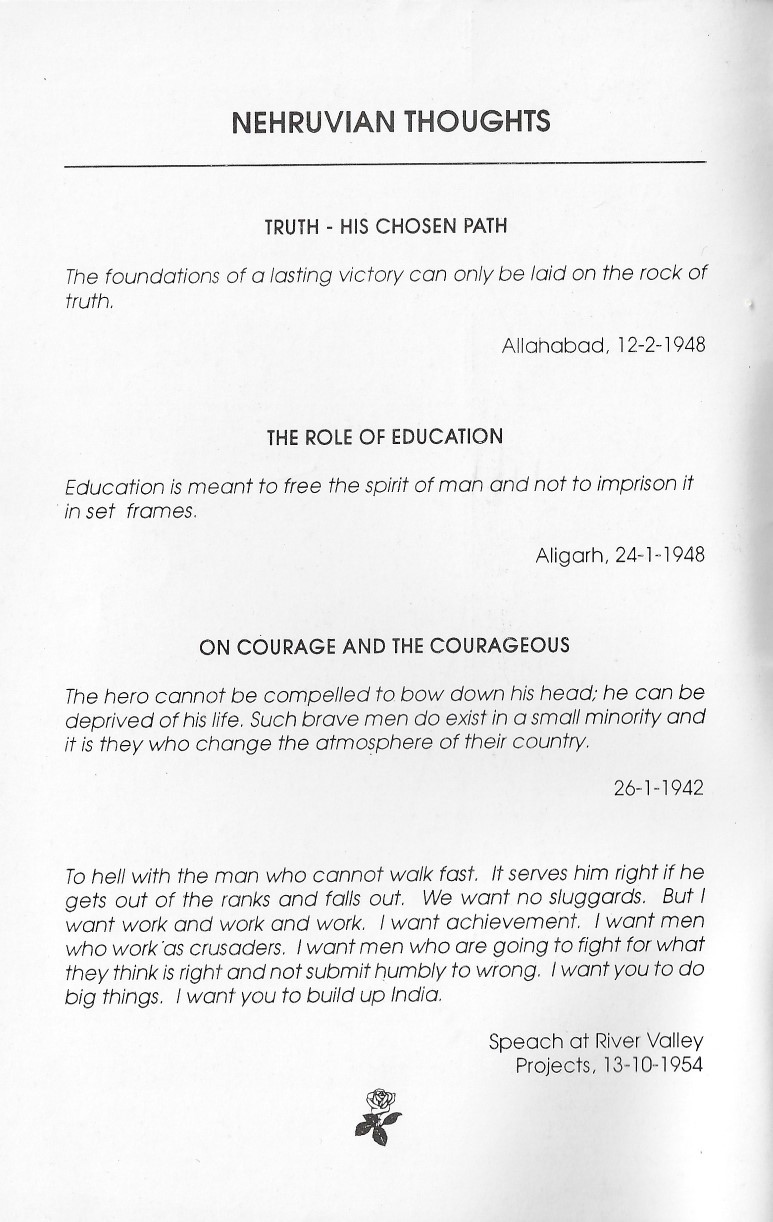 NEHRUVIAN THOUGHTS
TRUTH - HIS CHOSEN PATH
The foundations of a lasting victory can only be laid on the rock of
truth.
Allahabad, 12-2-1948
THE ROLE OF EDUCATION
Education is meant to free the spirit of man and not to imprison it
in set frames.
Aligarh, 24-1-1948
ON COURAGE AND THE COURAGEOUS
The hero cannot be compelled to bow down his head; he can be
deprived of his life. Such brave men do exist in a small minority and
it is they who change the atmosphere of their country.
26-1-1942
To hell with the man who cannot walk fast. It serves him right if he
gets out of the ranks and falls out. We want no sluggards. But I
want work and work and work. I want achievement. I want men
who work as crusaders. I want men who are going to fight for what
they think is right and not submit humbly to wrong. I want you to do
big things. I want you to build up India.
Speach at River Valley
Projects, 13-10-1954